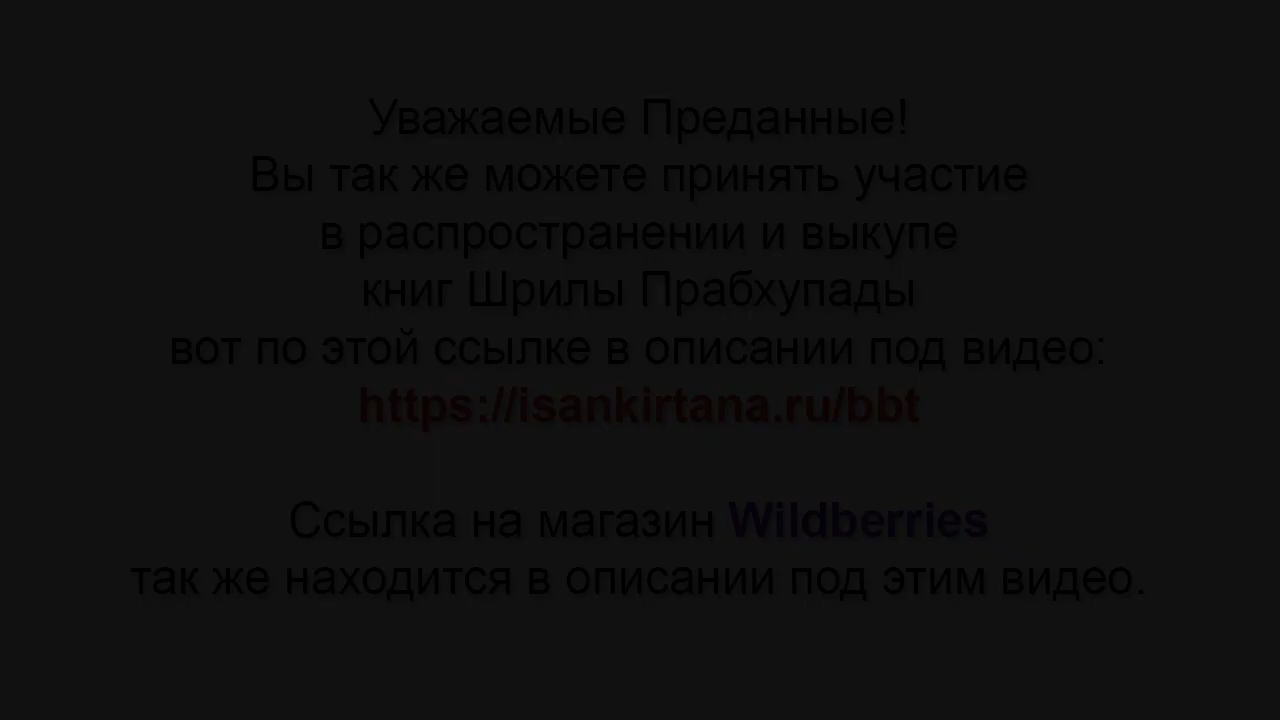 Уважаемые Преданные!
Вы так же можете принять участие
в распространении и выкупе
книг Шрилы Прабхупады
вот по этой ссылке в описании под видео:
https://isankirtana.ru/bbt
Ссылка на магазин Wildberries
так же находится в описании под этим видео.